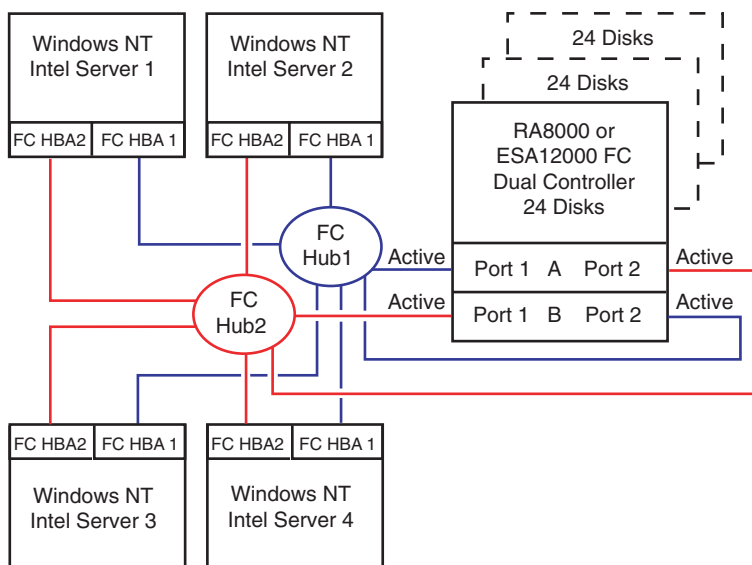 Windows NT
Intel Server 1
FC HBA2
FC HBA 1
Windows NT
Intel Server 2
FC HBA2
FC HBA 1
24 Disks
24 Disks
RA8000 or
ESA12000 FC
Dual Controller
24 Disks
FC
Hub1
Active
Port 1 A Port 2
Active
FC
Hub2
Active
Port 1 B Port 2
Active
FC HBA2
FC HBA 1
Windows NT
Intel Server 3
FC HBA2
FC HBA 1
Windows NT
Intel Server 4